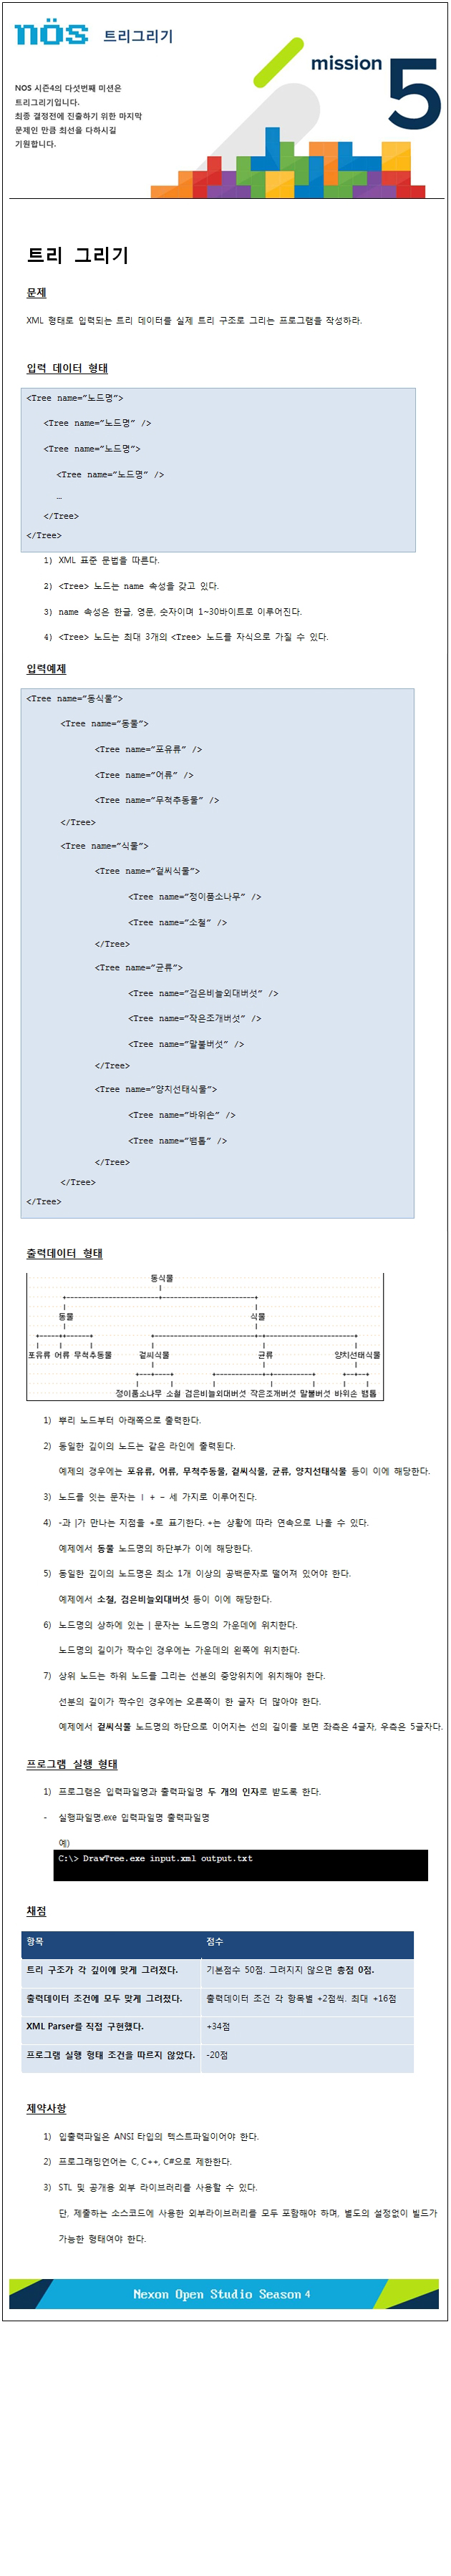 nös 트리그리기
mission 5
NOS 시즌4의 다섯번째 미션은
트리그리기입니다.
최종 결정전에 진출하기 위한 마지막
문제인 만큼 최선을 다하시길
기원합니다.
트리 그리기
문제
XML 형태로 입력되는 트리 데이터를 실제 트리 구조로 그리는 프로그램을 작성하라.
입력 데이터 형태
<Tree name="노드명">
<Tree name="노드명" />
<Tree name="노드명">
<Tree name="노드명" />
…
</Tree>
</Tree>
1) XML 표준 문법을 따른다.
2) <Tree> 노드는 name 속성을 갖고 있다.
3) name 속성은 한글, 영문, 숫자이며 1~30바이트로 이루어진다.
4) <Tree> 노드는 최대 3개의 <Tree> 노드를 자식으로 가질 수 있다.
입력예제
<Tree name="동식물">
<Tree name="동물">
<Tree name="포유류" />
<Tree name="어류" />
<Tree name="무척추동물" />
</Tree>
<Tree name="식물">
<Tree name="겉씨식물">
<Tree name="정이품소나무" />
<Tree name="소철" />
</Tree>
<Tree name="균류">
<Tree name="검은비늘외대버섯" />
<Tree name="작은조개버섯" />
<Tree name="말불버섯" />
</Tree>
<Tree name="양치선태식물">
<Tree name="바위손" />
<Tree name="뱀톱" />
</Tree>
</Tree>
</Tree>
출력데이터 형태
동식물
동물 식물
포유류 어류 무척추동물 겉씨식물 균류 양치선태식물
정이품소나무 소철 검은비늘외대버섯 작은조개버섯 말불버섯 바위손 뱀톱
1) 뿌리 노드부터 아래쪽으로 출력한다.
2) 동일한 깊이의 노드는 같은 라인에 출력된다.
예제의 경우에는 포유류, 어류, 무척추동물, 겉씨식물, 균류, 양치선태식물 등이 이에 해당한다.
3) 노드를 잇는 문자는 | + - 세 가지로 이루어진다.
4) -과 |가 만나는 지점을 +로 표기한다. +는 상황에 따라 연속으로 나올 수 있다.
예제에서 동물 노드명의 하단부가 이에 해당한다.
5) 동일한 깊이의 노드명은 최소 1개 이상의 공백문자로 떨어져 있어야 한다.
예제에서 소철, 검은비늘외대버섯 등이 이에 해당한다.
6) 노드명의 상하에 있는 | 문자는 노드명의 가운데에 위치한다.
노드명의 길이가 짝수인 경우에는 가운데의 왼쪽에 위치한다.
7) 상위 노드는 하위 노드를 그리는 선분의 중앙위치에 위치해야 한다.
선분의 길이가 짝수인 경우에는 오른쪽이 한 글자 더 많아야 한다.
예제에서 겉씨식물 노드명의 하단으로 이어지는 선의 길이를 보면 좌측은 4글자, 우측은 5글자다.
프로그램 실행 형태
1) 프로그램은 입력파일명과 출력파일명 두 개의 인자로 받도록 한다.
- 실행파일명.exe 입력파일명 출력파일명
예)
C:\> DrawTree.exe input.xml output.txt
채점
항목 점수
트리 구조가 각 깊이에 맞게 그려졌다. 기본점수 50점. 그려지지 않으면 총점 0점.
출력데이터 조건에 모두 맞게 그려졌다. 출력데이터 조건 각 항목별 +2점씩. 최대 +16점
XML Parser를 직접 구현했다. +34점
프로그램 실행 형태 조건을 따르지 않았다. -20점
제약사항
1) 입출력파일은 ANSI 타입의 텍스트파일이어야 한다.
2) 프로그래밍언어는 C, C++, C#으로 제한한다.
3) STL 및 공개용 외부 라이브러리를 사용할 수 있다.
단, 제출하는 소스코드에 사용한 외부라이브러리를 모두 포함해야 하며, 별도의 설정없이 빌드가
가능한 형태여야 한다.
Nexon Open Studio Season 4